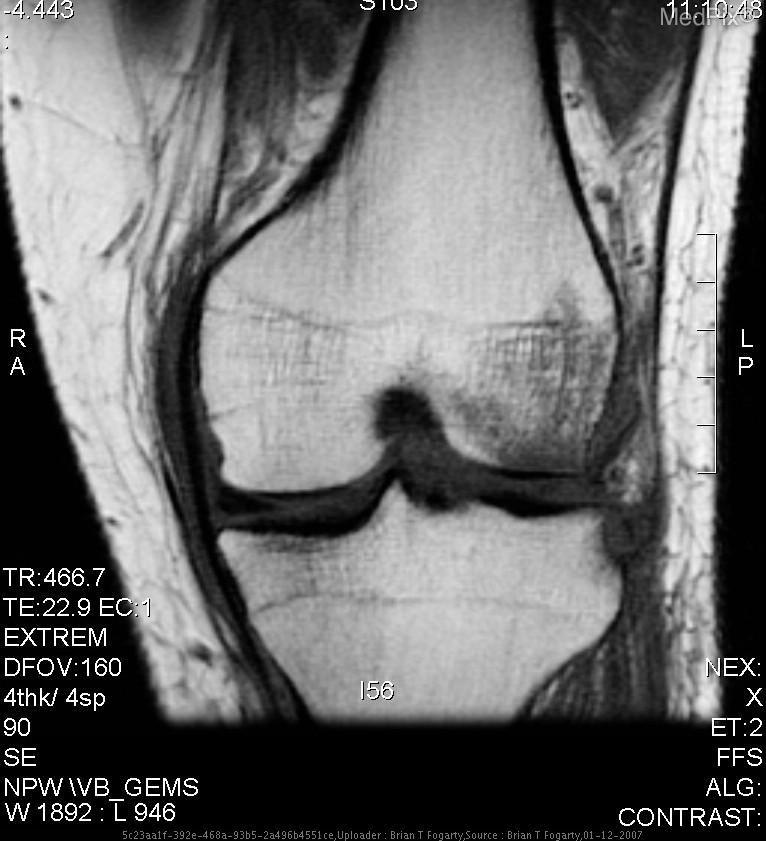 -4.443
S103
11:10:48
MedPix®
:
R
A
L
P
TR:466.7
TE:22.9 EC:1
EXTREM
DFOV:160
4thk/ 4sp
90
SE
NPW \VB_GEMS
W 1892 : L 946
I56
NEX:
X
ET:2
FFS
ALG:
CONTRAST:
5c23aa1f-392e-468a-93b5-2a496b4551ce,Uploader : Brian T Fogarty,Source : Brian T Fogarty,01-12-2007